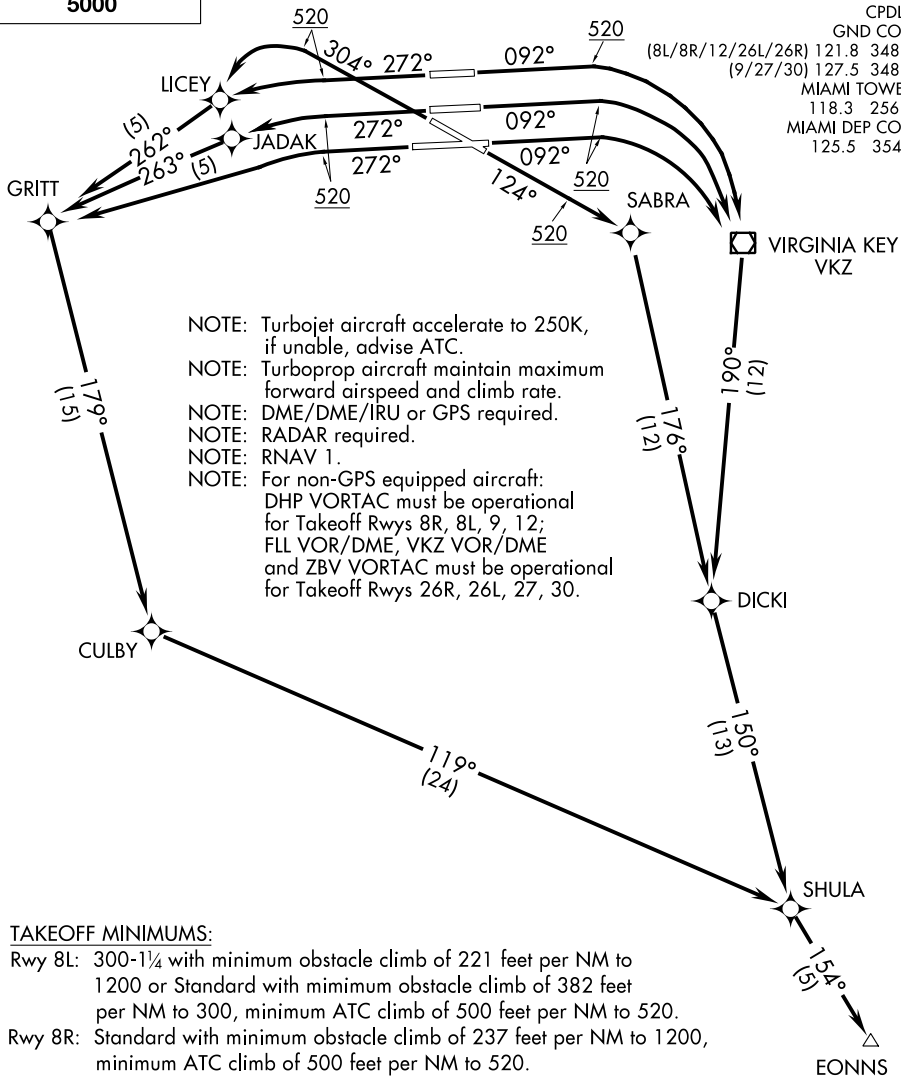 5000
CPDL
GND CO
(8L/8R/12/26L/26R) 121.8 348
(9/27/30) 127.5 348
MIAMI TOWE
118.3 256
MIAMI DEP CO
125.5 354
520
520
304°
272°
092°
LICEY
(5)
262°
JADAK
272°
092°
263°
(5)
272°
092°
520
520
GRITT
124°
SABRA
520
VIRGINIA KEY
VKZ
NOTE: Turbojet aircraft accelerate to 250K,
if unable, advise ATC.
NOTE: Turboprop aircraft maintain maximum
forward airspeed and climb rate.
NOTE: DME/DME/IRU or GPS required.
NOTE: RADAR required.
NOTE: RNAV 1.
NOTE: For non-GPS equipped aircraft:
DHP VORTAC must be operational
for Takeoff Rwys 8R, 8L, 9, 12;
FLL VOR/DME, VKZ VOR/DME
and ZBV VORTAC must be operational
for Takeoff Rwys 26R, 26L, 27, 30.
179°
(15)
190°
(12)
176°
(12)
DICKI
CULBY
150°
(13)
119°
(24)
SHULA
154°
(5)
EONNS
TAKEOFF MINIMUMS:
Rwy 8L: 300-1¼ with minimum obstacle climb of 221 feet per NM to
1200 or Standard with mimimum obstacle climb of 382 feet
per NM to 300, minimum ATC climb of 500 feet per NM to 520.
Rwy 8R: Standard with minimum obstacle climb of 237 feet per NM to 1200,
minimum ATC climb of 500 feet per NM to 520.